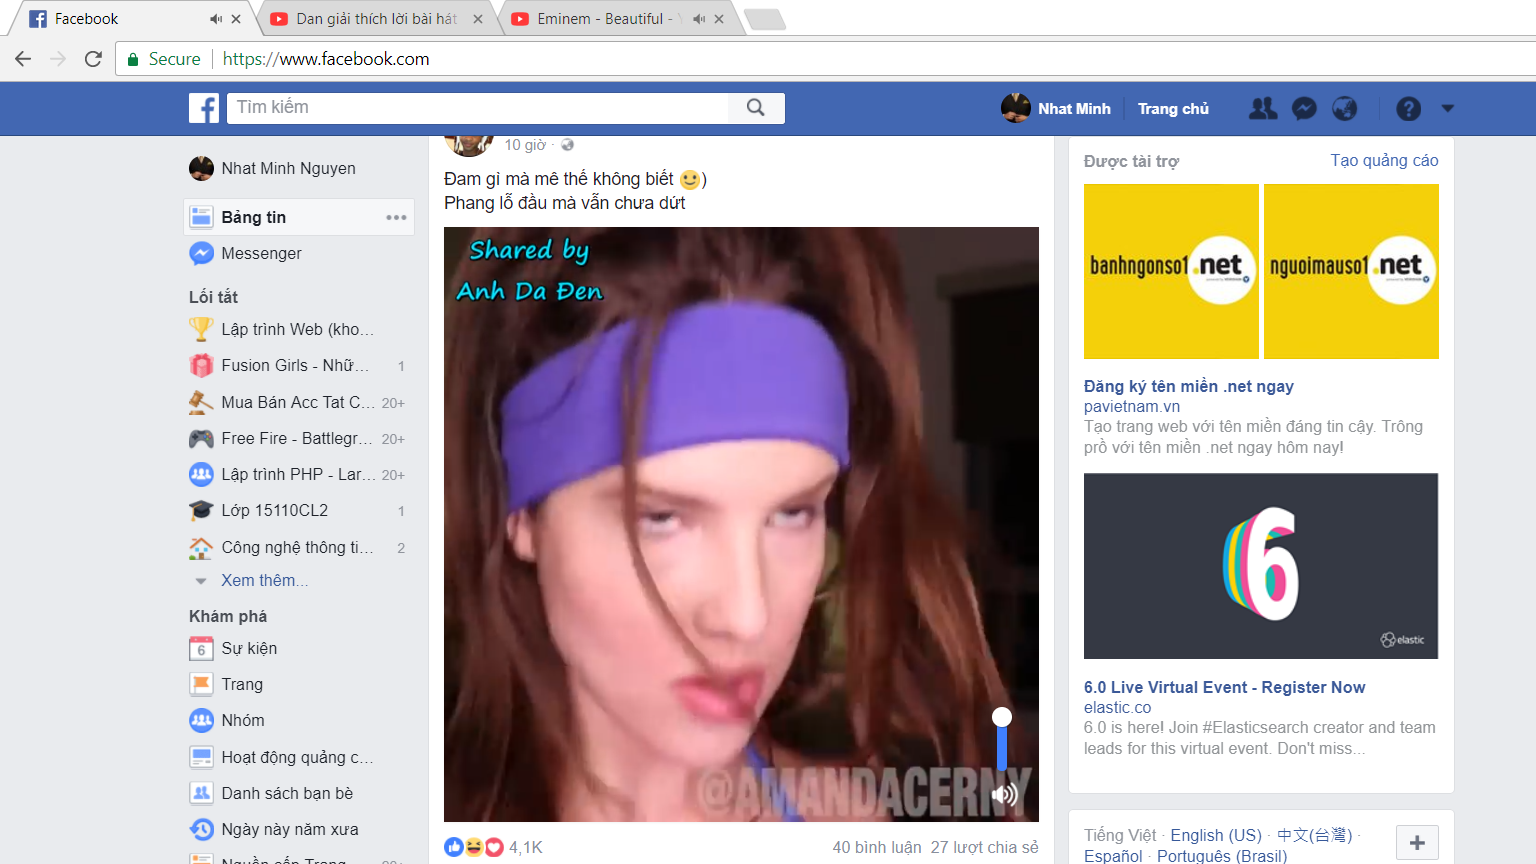 Facebook
Dan giải thích lời bài hát
Eminem - Beautiful -
Secure
https://www.facebook.com
Tìm kiếm
Nhat Minh
Trang chủ
Nhat Minh Nguyen
Bảng tin
Messenger
Lối tắt
Lập trình Web (kho...
Fusion Girls - Nhữ... 1
Mua Bán Acc Tat C... 20+
Free Fire - Battlegr... 20+
Lập trình PHP - Lar... 20+
Lớp 15110CL2 1
Công nghệ thông ti... 2
Xem thêm...
Khám phá
6 Sự kiện
Trang
Nhóm
Hoạt động quảng c...
Danh sách bạn bè
Ngày này năm xưa
10 giờ ·
Đam gì mà mê thế không biết 🙂)
Phang lỗ đầu mà vẫn chưa dứt
Shared by
Anh Da Đen
@AMANDACERNY
4,1K
40 bình luận 27 lượt chia sẻ
Được tài trợ
Tạo quảng cáo
banhngonso1 .net
nguoimauso1 .net
Đăng ký tên miền .net ngay
pavietnam.vn
Tạo trang web với tên miền đáng tin cậy. Trông
prồ với tên miền .net ngay hôm nay!
6
elastic
6.0 Live Virtual Event - Register Now
elastic.co
6.0 is here! Join #Elasticsearch creator and team
leads for this virtual event. Don't miss...
Tiếng Việt · English (US) · 中文(台灣) ·
Español · Português (Brasil)